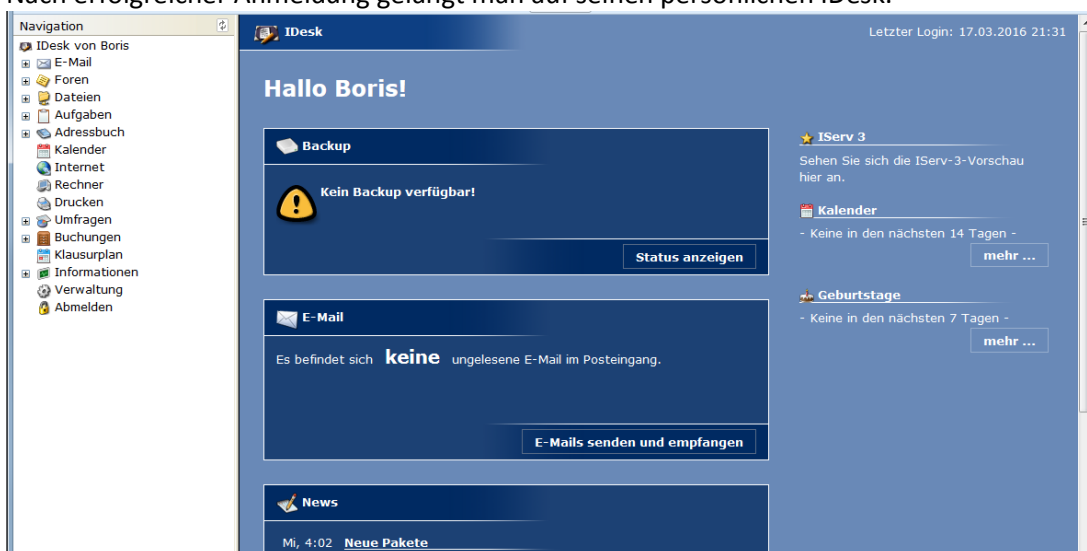 Nach erfolgreicher Anmeldung gelangt man auf seinen persönlichen IDesk.
Navigation
IDesk von Boris
E-Mail
Foren
Dateien
Aufgaben
Adressbuch
Kalender
Internet
Rechner
Drucken
Umfragen
Buchungen
Klausurplan
Informationen
Verwaltung
Abmelden
IDesk
Letzter Login: 17.03.2016 21:31
Hallo Boris!
Backup
Kein Backup verfügbar!
Status anzeigen
E-Mail
Es befindet sich keine ungelesene E-Mail im Posteingang.
E-Mails senden und empfangen
News
Mi, 4:02 Neue Pakete
IServ 3
Sehen Sie sich die IServ-3-Vorschau
hier an.
Kalender
- Keine in den nächsten 14 Tagen -
mehr ...
Geburtstage
- Keine in den nächsten 7 Tagen -
mehr ...